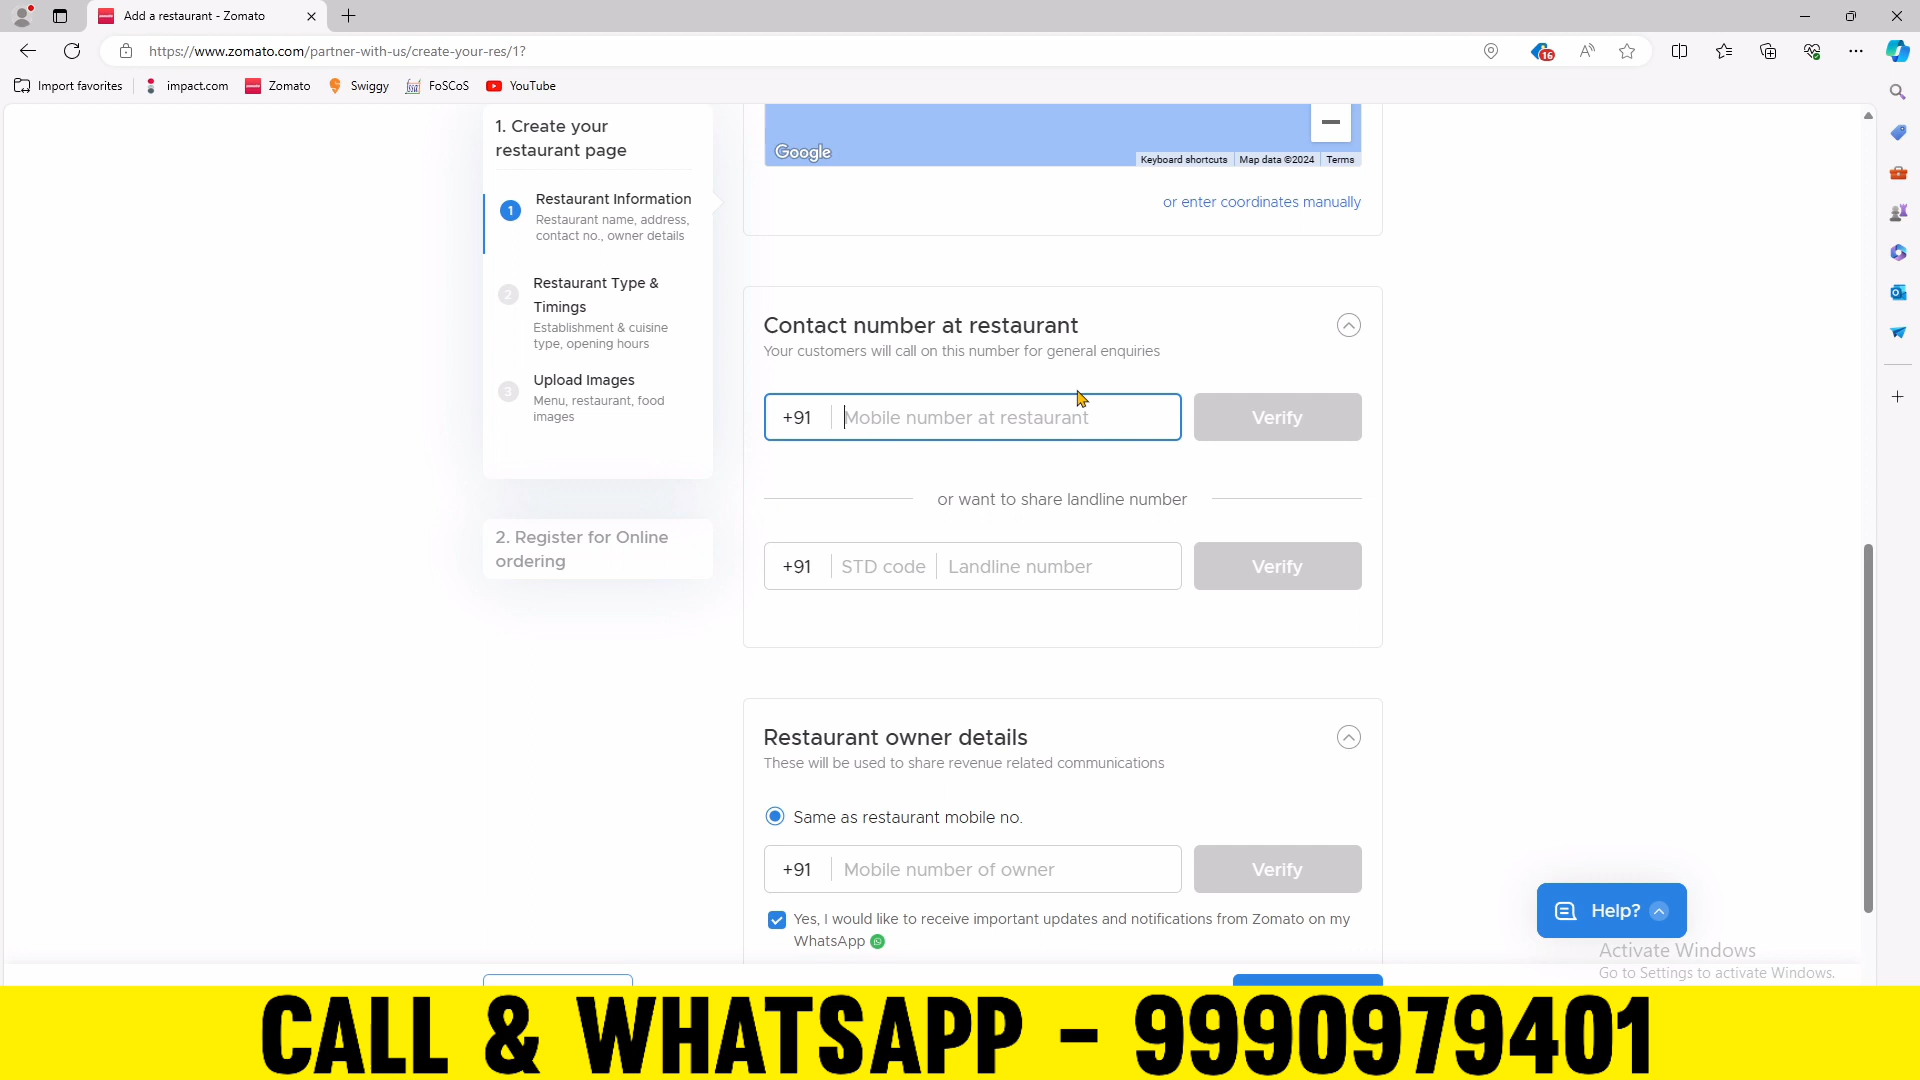 Add a restaurant - Zomato
https://www.zomato.com/partner-with-us/create-your-res/1?
16
Import favorites
impact.com
Zomato
Swiggy
FoSCoS
YouTube
1. Create your
restaurant page
1
Restaurant Information
Restaurant name, address,
contact no., owner details
2
Restaurant Type &
Timings
Establishment & cuisine
type, opening hours
3
Upload Images
Menu, restaurant, food
images
2. Register for Online
ordering
Google
Keyboard shortcuts
Map data ©2024
Terms
or enter coordinates manually
Contact number at restaurant
Your customers will call on this number for general enquiries
+91
Mobile number at restaurant
Verify
or want to share landline number
+91
STD code
Landline number
Verify
Restaurant owner details
These will be used to share revenue related communications
Same as restaurant mobile no.
+91
Mobile number of owner
Verify
Yes, I would like to receive important updates and notifications from Zomato on my
WhatsApp
Help?
Activate Windows
Go to Settings to activate Windows.
CALL & WHATSAPP - 9990979401